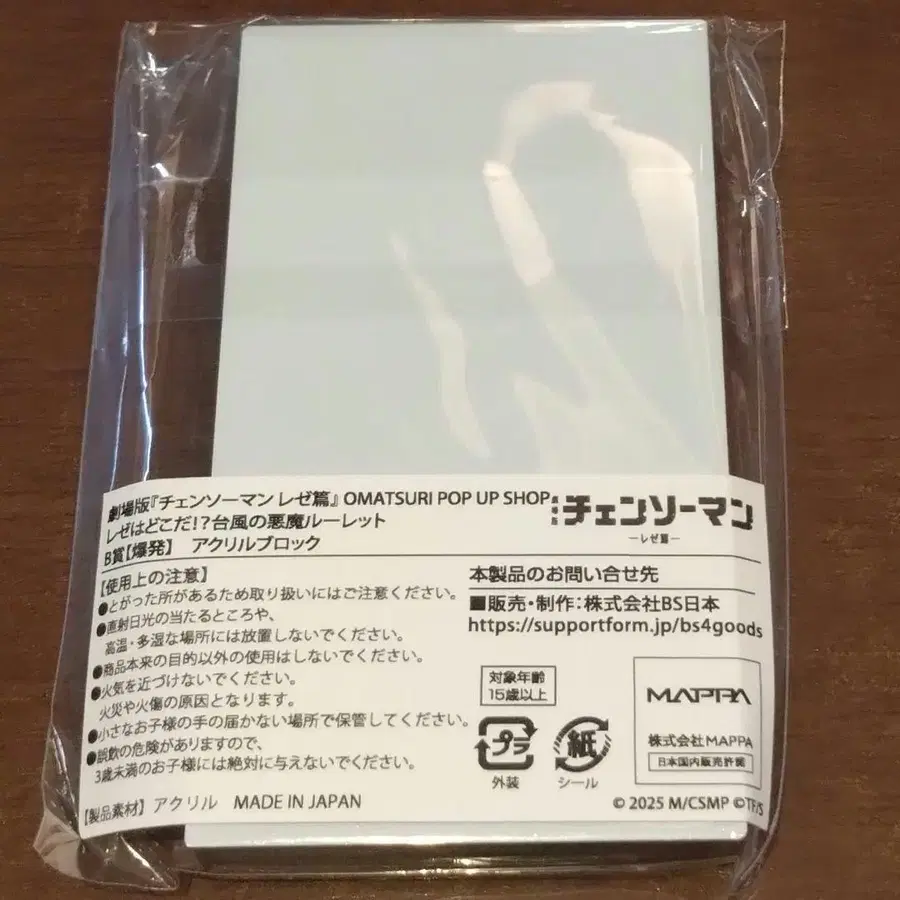 劇場版『チェンソーマン レゼ篇』OMATSURI POP UP SHOP
レゼはどこだ!?台風の悪魔ルーレット
B賞【爆発】 アクリルブロック
劇場版 チェンソーマン
ーレゼ篇ー
【使用上の注意】
●とがった所があるため取り扱いにはご注意ください。
●直射日光の当たるところや、
高温・多湿な場所には放置しないでください。
●商品本来の目的以外の使用はしないでください。
●火気を近づけないでください。
火災や火傷の原因となります。
●小さなお子様の手の届かない場所で保管してください。
●誤飲の危険がありますので、
3歳未満のお子様には絶対に与えないでください。
【製品素材】アクリル MADE IN JAPAN
本製品のお問い合せ先
■販売・制作：株式会社BS日本
https://supportform.jp/bs4goods
対象年齢
15歳以上
プラ
外装
紙
シール
MAPPA
株式会社MAPPA
日本国内販売許諾
© 2025 M/CSMP ©TF/S